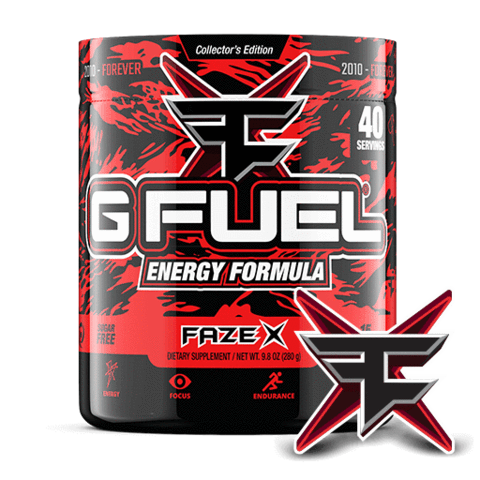 Collector's Edition
2010 - FOREVER
2010 - FOREVER
40
SERVINGS
G FUEL
ENERGY FORMULA
SUGAR
FREE
FAZE X
15
DIETARY SUPPLEMENT / NET WT. 9.8 OZ (280 g)
ENERGY
FOCUS
ENDURANCE